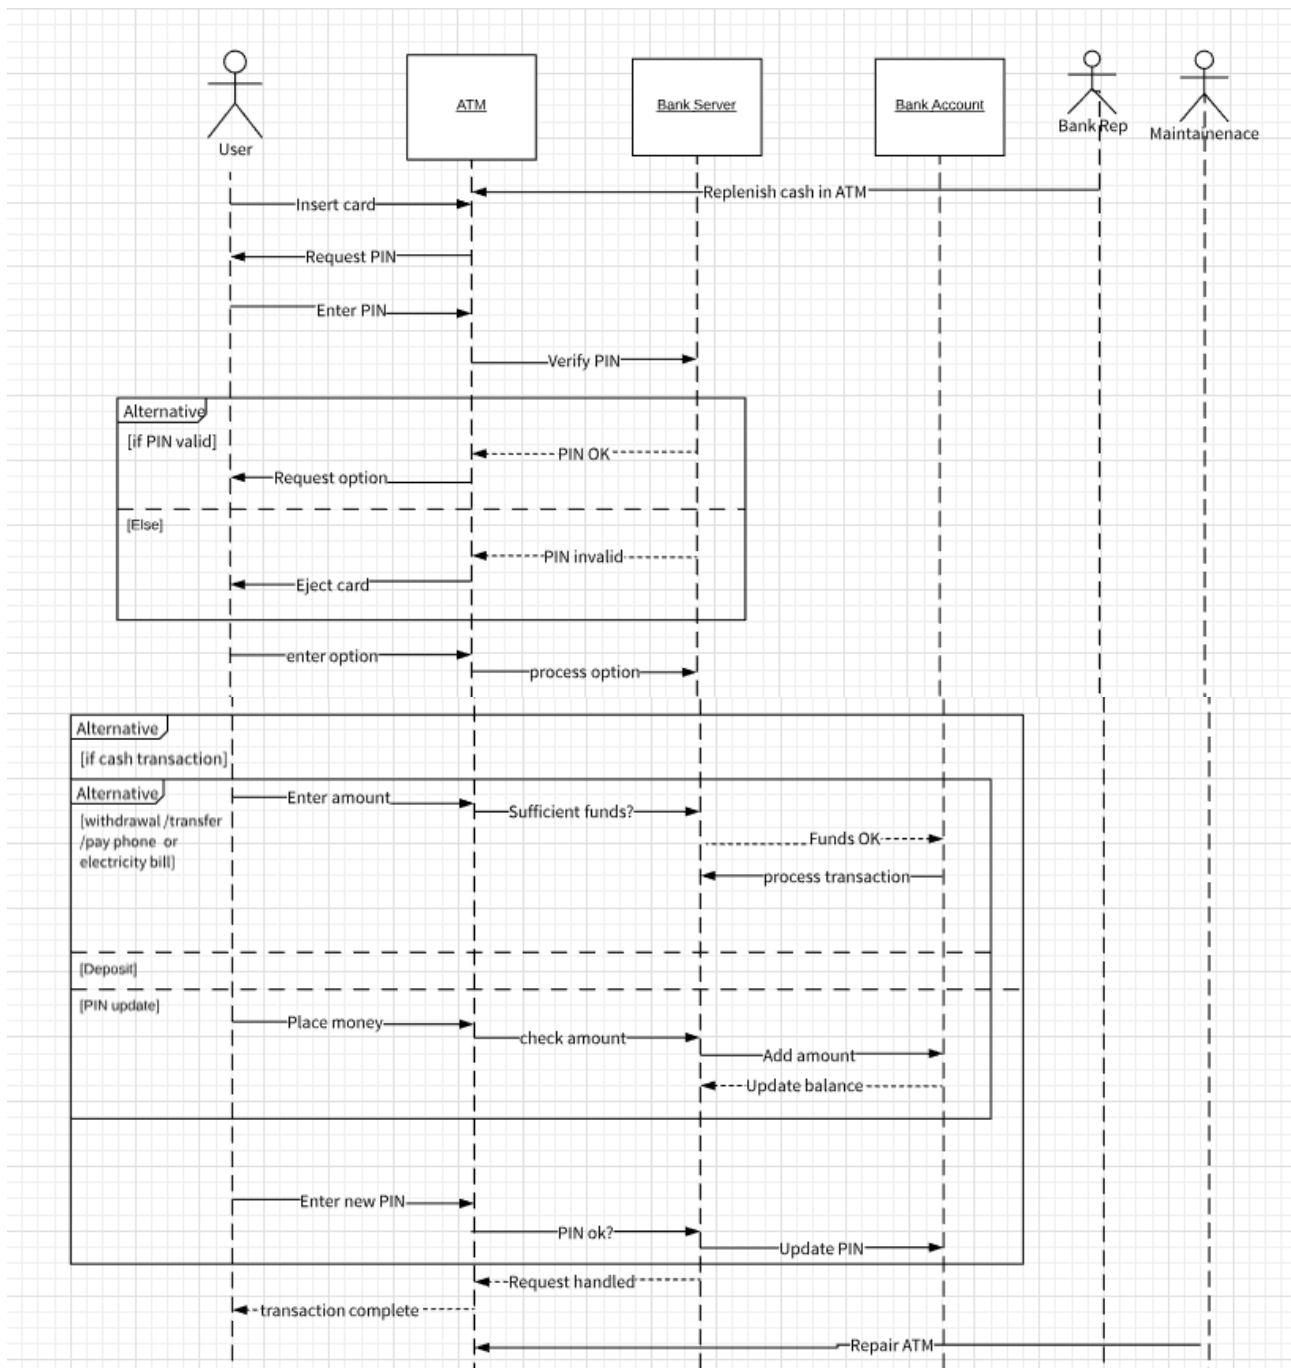 User
ATM
Bank Server
Bank Account
Bank Rep
Maintainenace
Replenish cash in ATM
Insert card
Request PIN
Enter PIN
Verify PIN
Alternative
[if PIN valid]
PIN OK
Request option
[Else]
PIN invalid
Eject card
enter option
process option
Alternative
[if cash transaction]
Alternative
Enter amount
Sufficient funds?
[withdrawal /transfer
/pay phone or
electricity bill]
Funds OK
process transaction
[Deposit]
[PIN update]
Place money
check amount
Add amount
Update balance
Enter new PIN
PIN ok?
Update PIN
Request handled
transaction complete
Repair ATM